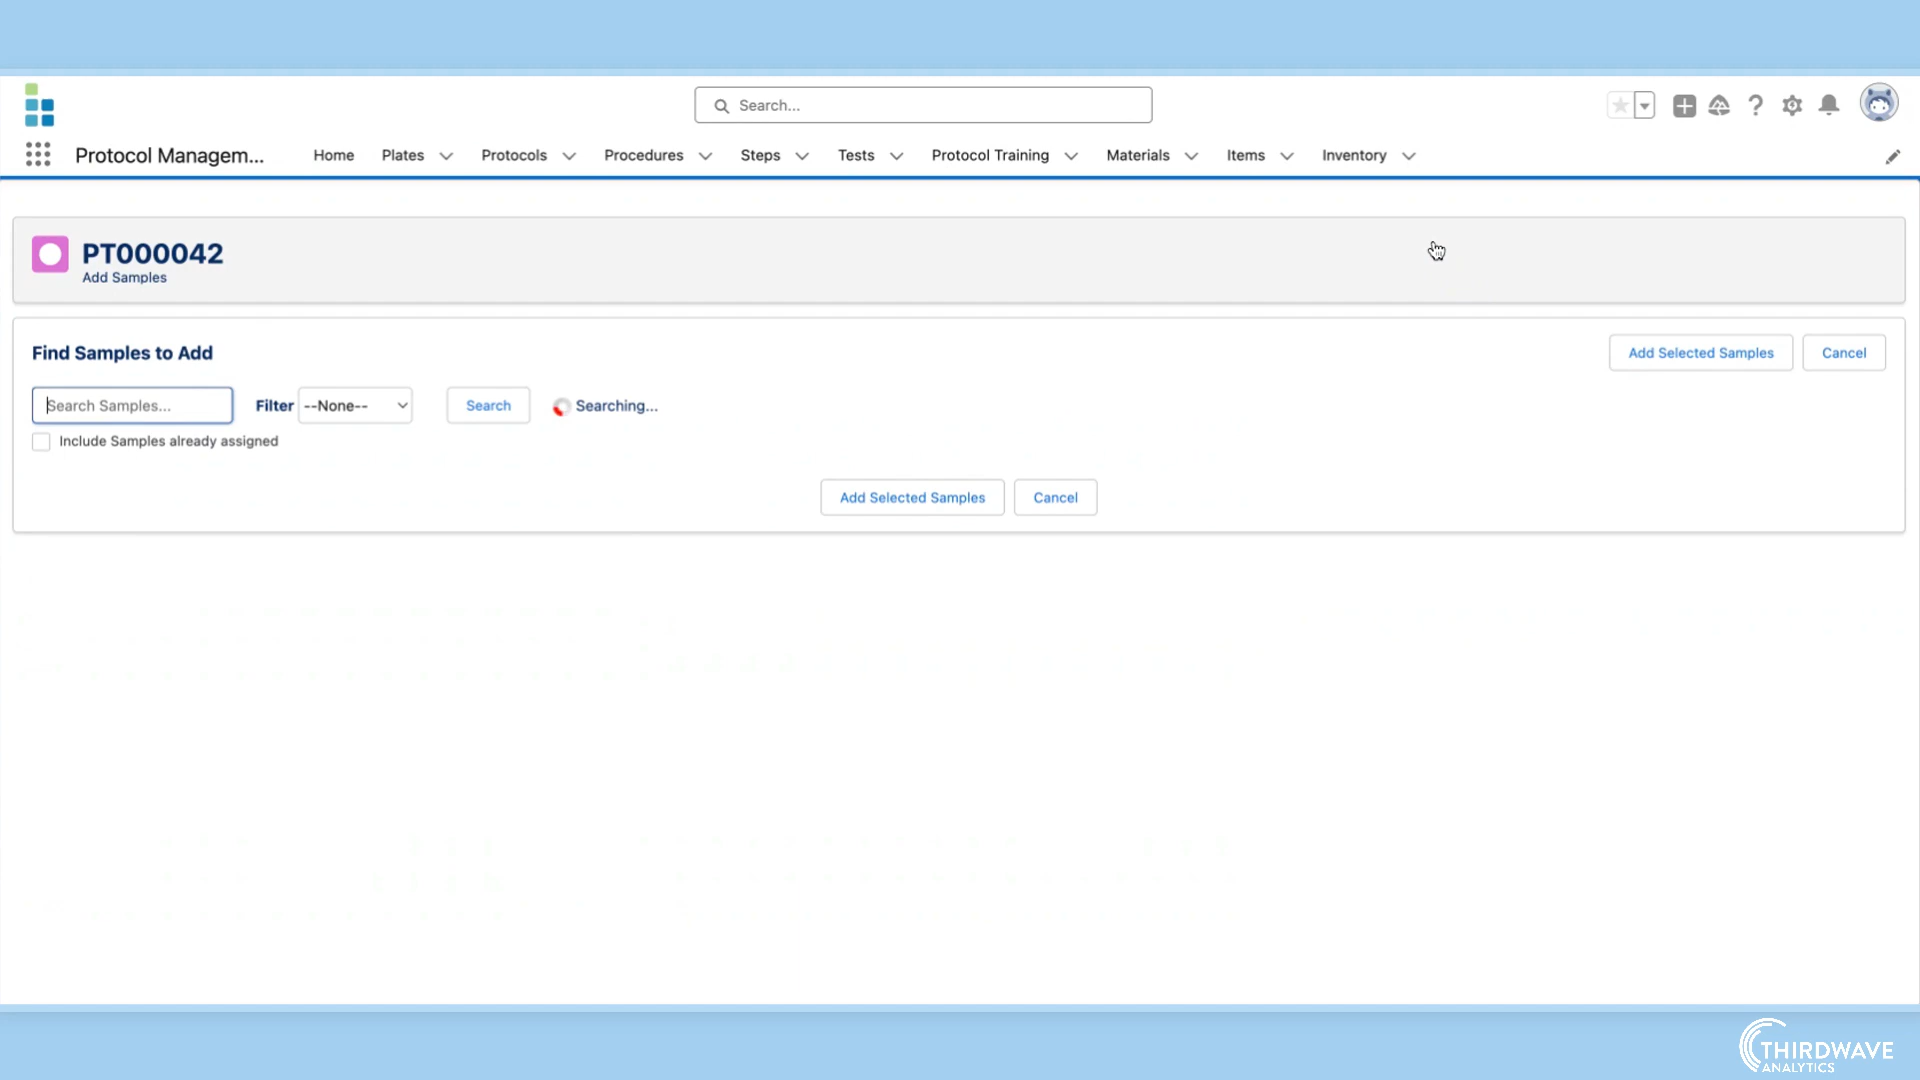 Search...
Protocol Managem...
Home
Plates
Protocols
Procedures
Steps
Tests
Protocol Training
Materials
Items
Inventory
PT000042
Add Samples
Find Samples to Add
Add Selected Samples
Cancel
Search Samples...
Filter
--None--
Search
Searching...
Include Samples already assigned
Add Selected Samples
Cancel
THIRDWAVE
ANALYTICS